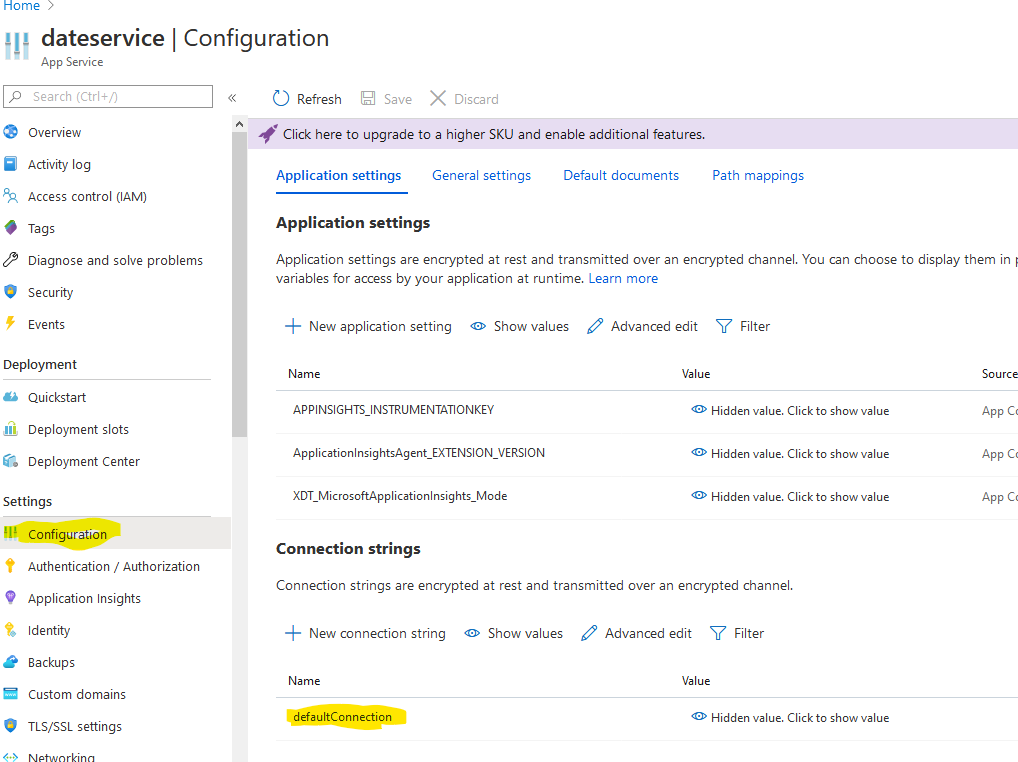 Home
dateservice | Configuration
App Service
Search (Ctrl+/)
«
Refresh
Save
Discard
Click here to upgrade to a higher SKU and enable additional features.
Overview
Activity log
Access control (IAM)
Tags
Diagnose and solve problems
Security
Events
Deployment
Quickstart
Deployment slots
Deployment Center
Settings
Configuration
Authentication / Authorization
Application Insights
Identity
Backups
Custom domains
TLS/SSL settings
Networking
Application settings General settings Default documents Path mappings
Application settings
Application settings are encrypted at rest and transmitted over an encrypted channel. You can choose to display them in
variables for access by your application at runtime. Learn more
New application setting Show values Advanced edit Filter
Name Value Source
APPINSIGHTS_INSTRUMENTATIONKEY Hidden value. Click to show value App
ApplicationInsightsAgent_EXTENSION_VERSION Hidden value. Click to show value App
XDT_MicrosoftApplicationInsights_Mode Hidden value. Click to show value App
Connection strings
Connection strings are encrypted at rest and transmitted over an encrypted channel.
New connection string Show values Advanced edit Filter
Name Value
defaultConnection Hidden value. Click to show value